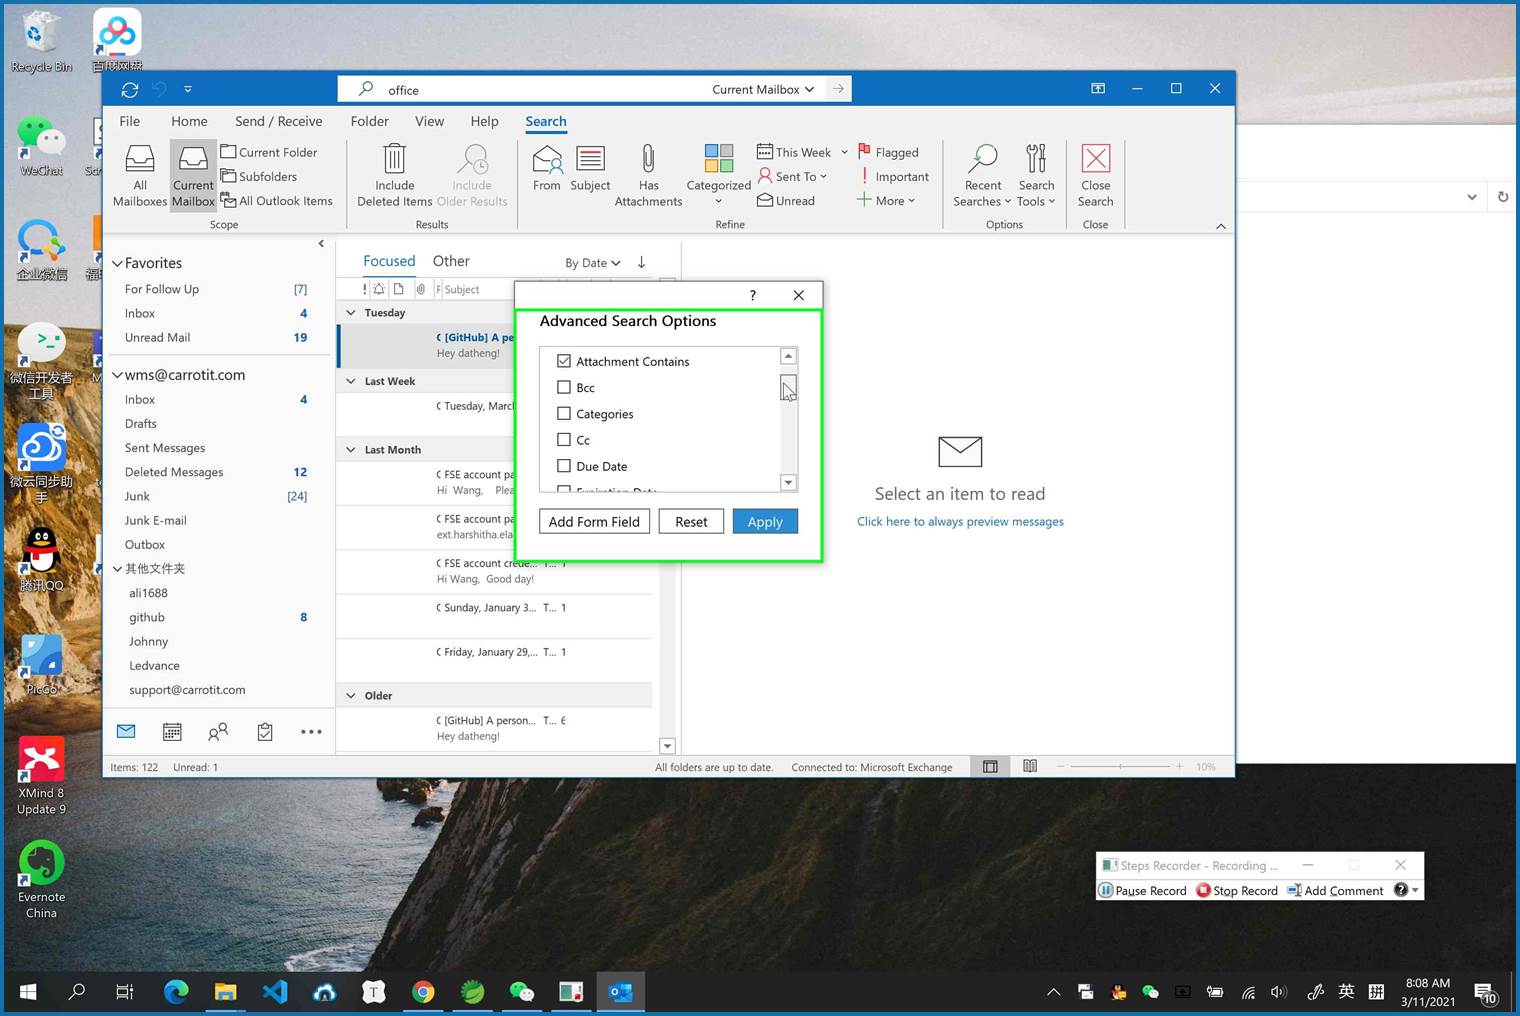 Recycle Bin
百度网盘
WeChat
企业微信
微信开发者
工具
微云同步助
手
腾讯QQ
PicGo
XMind 8
Update 9
Evernote
China
office
Current Mailbox
File
Home
Send / Receive
Folder
View
Help
Search
All
Mailboxes
Current
Mailbox
Current Folder
Subfolders
All Outlook Items
Scope
Include
Deleted Items
Include
Older Results
Results
From
Subject
Has
Attachments
Categorized
This Week
Sent To
Unread
Flagged
Important
More
Refine
Recent
Searches
Search
Tools
Options
Close
Search
Close
Favorites
For Follow Up [7]
Inbox 4
Unread Mail 19
wms@carrotit.com
Inbox 4
Drafts
Sent Messages
Deleted Messages 12
Junk [24]
Junk E-mail
Outbox
其他文件夹
ali1688
github 8
Johnny
Ledvance
support@carrotit.com
Focused
Other
By Date
Subject
Tuesday
[GitHub] A pe
Hey datheng!
Last Week
Tuesday, March
Last Month
FSE account pa
Hi Wang, Plea
FSE account pa
ext.harshitha.ela
FSE account crede... T... 1
Hi Wang, Good day!
Sunday, January 3... T... 1
Friday, January 29,... T... 1
Older
[GitHub] A person... T... 6
Hey datheng!
?
Advanced Search Options
Attachment Contains
Bcc
Categories
Cc
Due Date
Expiration Date
Add Form Field
Reset
Apply
Select an item to read
Click here to always preview messages
Items: 122
Unread: 1
All folders are up to date.
Connected to: Microsoft Exchange
10%
Steps Recorder - Recording ...
Pause Record
Stop Record
Add Comment
?
T
英
拼
8:08 AM
3/11/2021
10